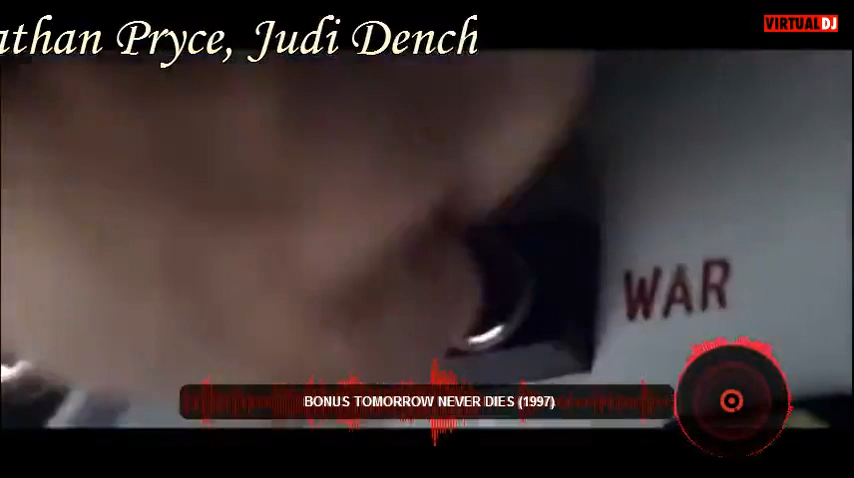 athan Pryce, Judi Dench
VIRTUALDJ
WAR
BONUS TOMORROW NEVER DIES (1997)